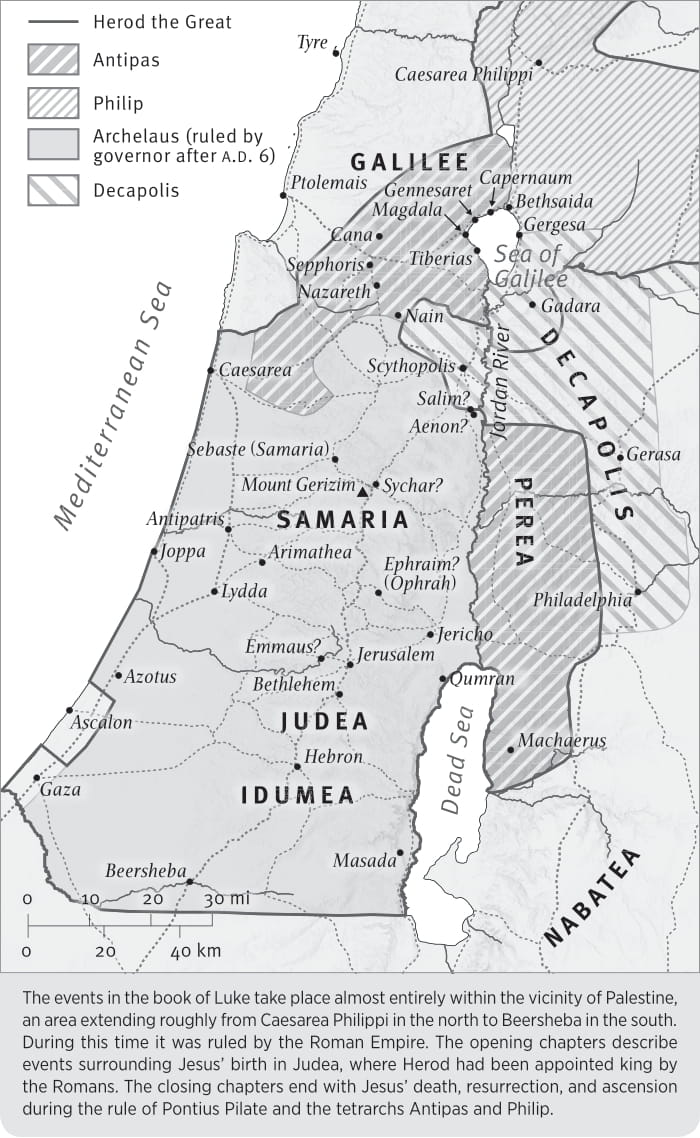 Herod the Great
Antipas
Philip
Archelaus (ruled by
governor after A.D. 6)
Decapolis
Tyre
Caesarea Philippi
GALILEE
Ptolemais
Gennesaret
Capernaum
Magdala
Bethsaida
Gergesa
Cana
Tiberias
Sea of
Galilee
Sepphoris
Nazareth
Gadara
Nain
Mediterranean Sea
Jordan River
DECAPOLIS
Caesarea
Scythopolis
Salim?
Aenon?
Sebaste (Samaria)
Gerasa
Mount Gerizim
Sychar?
PEREA
Antipatris
SAMARIA
Joppa
Arimathea
Ephraim?
(Ophrah)
Lydda
Philadelphia
Jericho
Emmaus?
Jerusalem
Azotus
Bethlehem
Qumran
Ascalon
JUDEA
Dead Sea
Machaerus
Hebron
Gaza
IDUMEA
Masada
NABATEA
Beersheba
0 10 20 30 mi
0 20 40 km
The events in the book of Luke take place almost entirely within the vicinity of Palestine,
an area extending roughly from Caesarea Philippi in the north to Beersheba in the south.
During this time it was ruled by the Roman Empire. The opening chapters describe
events surrounding Jesus’ birth in Judea, where Herod had been appointed king by
the Romans. The closing chapters end with Jesus’ death, resurrection, and ascension
during the rule of Pontius Pilate and the tetrarchs Antipas and Philip.